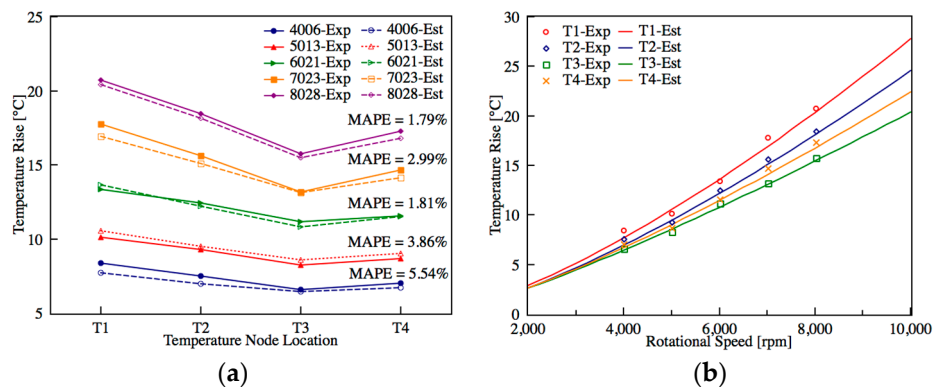 25
20
15
10
5
Temperature Rise [°C]
4006-Exp 4006-Est
5013-Exp 5013-Est
6021-Exp 6021-Est
7023-Exp 7023-Est
8028-Exp 8028-Est
MAPE = 1.79%
MAPE = 2.99%
MAPE = 1.81%
MAPE = 3.86%
MAPE = 5.54%
T1 T2 T3 T4
Temperature Node Location
(a)
30
25
20
15
10
5
0
Temperature Rise [°C]
T1-Exp T1-Est
T2-Exp T2-Est
T3-Exp T3-Est
T4-Exp T4-Est
2,000 4,000 6,000 8,000 10,000
Rotational Speed [rpm]
(b)